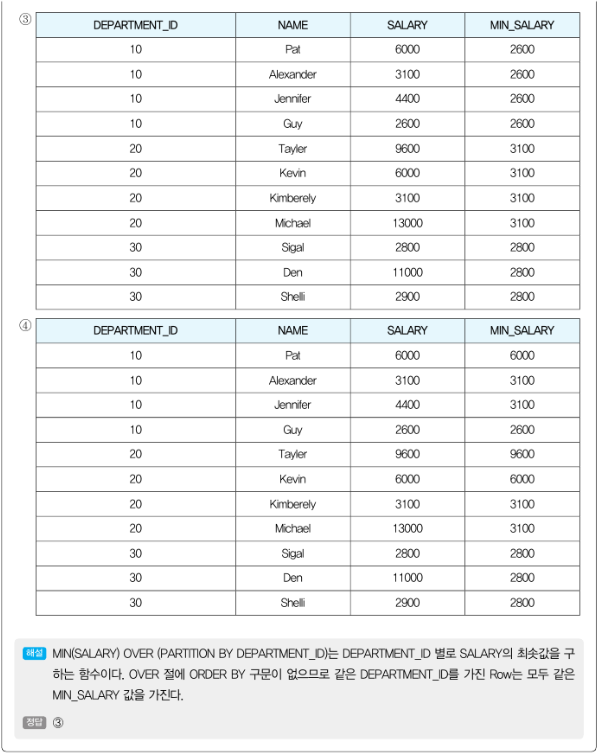 ③
DEPARTMENT_ID NAME SALARY MIN_SALARY
10 Pat 6000 2600
10 Alexander 3100 2600
10 Jennifer 4400 2600
10 Guy 2600 2600
20 Tayler 9600 3100
20 Kevin 6000 3100
20 Kimberely 3100 3100
20 Michael 13000 3100
30 Sigal 2800 2800
30 Den 11000 2800
30 Shelli 2900 2800
④
DEPARTMENT_ID NAME SALARY MIN_SALARY
10 Pat 6000 6000
10 Alexander 3100 3100
10 Jennifer 4400 3100
10 Guy 2600 2600
20 Tayler 9600 9600
20 Kevin 6000 6000
20 Kimberely 3100 3100
20 Michael 13000 3100
30 Sigal 2800 2800
30 Den 11000 2800
30 Shelli 2900 2800
해설 MIN(SALARY) OVER (PARTITION BY DEPARTMENT_ID)는 DEPARTMENT_ID 별로 SALARY의 최솟값을 구
하는 함수이다. OVER 절에 ORDER BY 구문이 없으므로 같은 DEPARTMENT_ID를 가진 Row는 모두 같은
MIN_SALARY 값을 가진다.
정답 ③